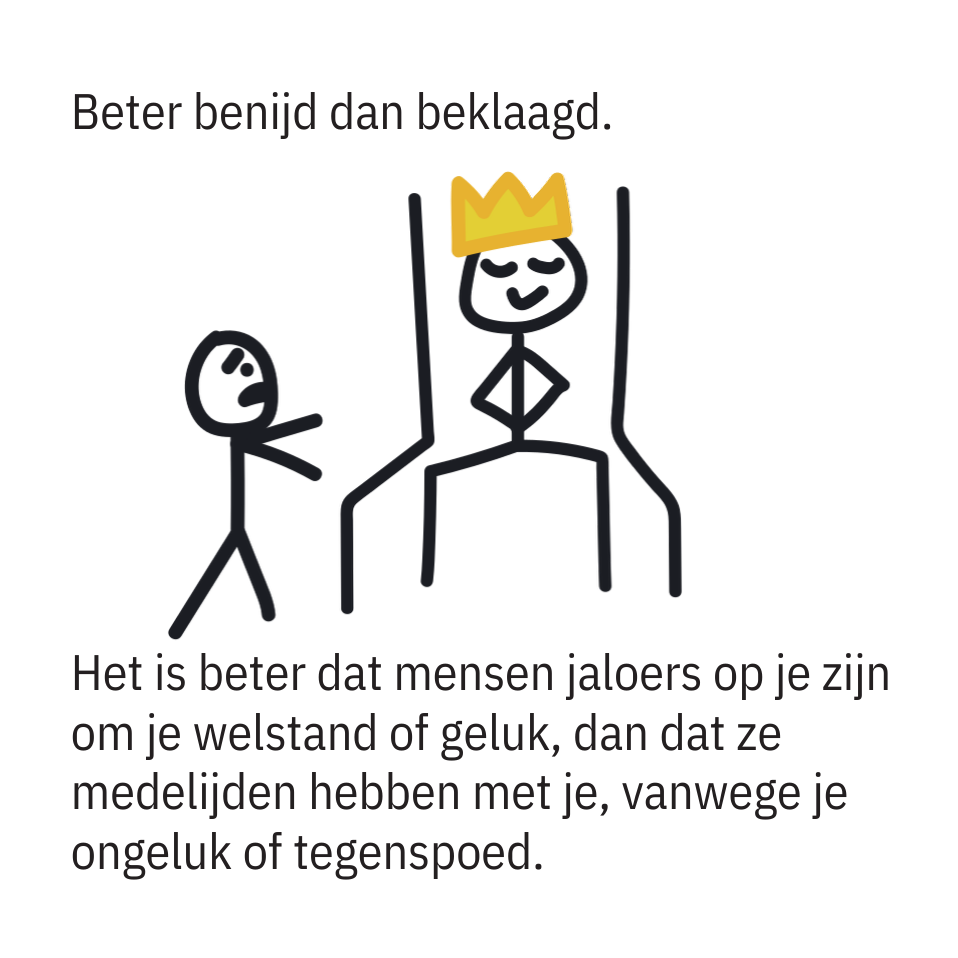 Beter benijd dan beklaagd.
Het is beter dat mensen jaloers op je zijn
om je welstand of geluk, dan dat ze
medelijden hebben met je, vanwege je
ongeluk of tegenspoed.